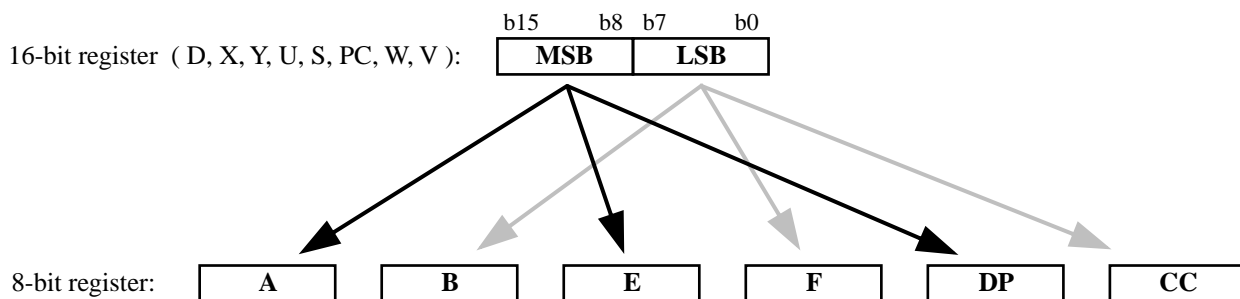 b15 b8 b7 b0
16-bit register ( D, X, Y, U, S, PC, W, V ): MSB LSB
8-bit register: A B E F DP CC